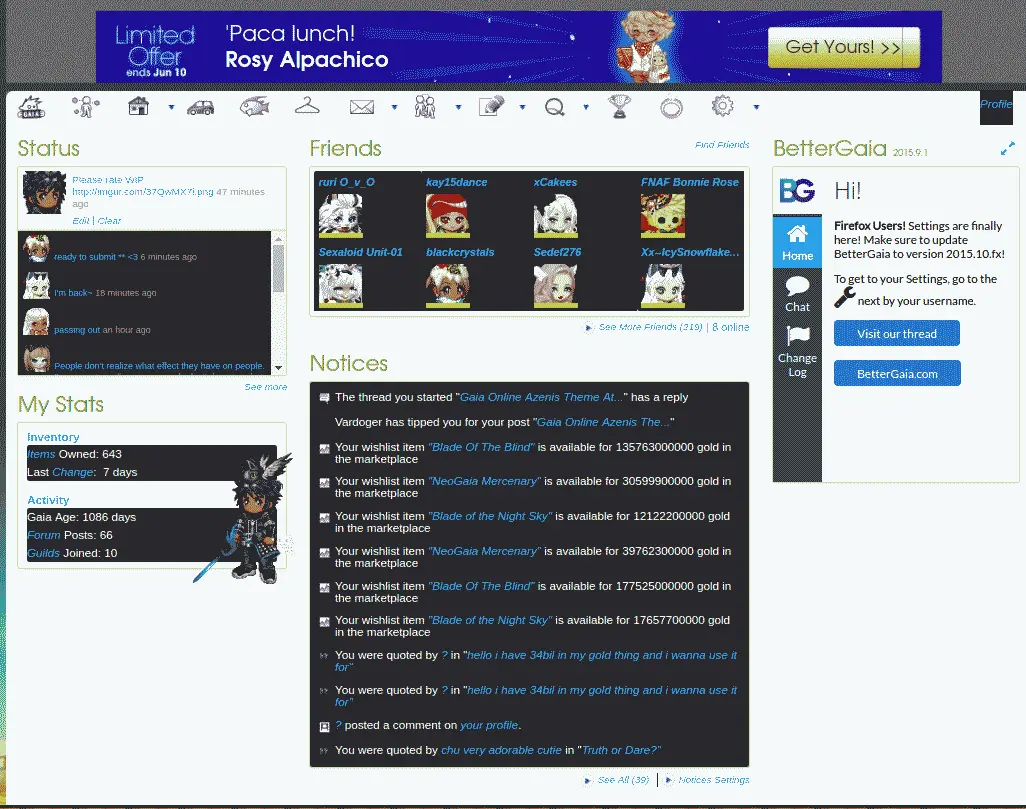 Limited
Offer
ends Jun 10
'Paca lunch!
Rosy Alpachico
Get Yours! >>
GAIA
Profile
Status
Please rate WIP
http://imgur.com/37QwMX7l.png 47 minutes
ago
Edit | Clear
ready to submit ** <3 6 minutes ago
I'm back~ 18 minutes ago
passing out an hour ago
People don't realize what effect they have on people.
See more
My Stats
Inventory
Items Owned: 643
Last Change: 7 days
Activity
Gaia Age: 1086 days
Forum Posts: 66
Guilds Joined: 10
Friends
Find Friends
ruri O_v_O
kay15dance
xCakees
FNAF Bonnie Rose
Sexaloid Unit-01
blackcrystals
Sedef276
Xx--IcySnowflake...
See More Friends (219) | 8 online
Notices
The thread you started "Gaia Online Azenis Theme At..." has a reply
Vardoger has tipped you for your post "Gaia Online Azenis The..."
Your wishlist item "Blade Of The Blind" is available for 135763000000 gold in
the marketplace
Your wishlist item "NeoGaia Mercenary" is available for 30599900000 gold
in the marketplace
Your wishlist item "Blade of the Night Sky" is available for 12122200000 gold
in the marketplace
Your wishlist item "NeoGaia Mercenary" is available for 39762300000 gold
in the marketplace
Your wishlist item "Blade Of The Blind" is available for 177525000000 gold in
the marketplace
Your wishlist item "Blade of the Night Sky" is available for 17657700000 gold
in the marketplace
You were quoted by ? in "hello i have 34bil in my gold thing and i wanna use it
for"
You were quoted by ? in "hello i have 34bil in my gold thing and i wanna use it
for"
? posted a comment on your profile.
You were quoted by chu very adorable cutie in "Truth or Dare?"
See All (39) | Notices Settings
BetterGaia 2015.9.1
BG
Hi!
Home
Chat
Change
Log
Firefox Users! Settings are finally
here! Make sure to update
BetterGaia to version 2015.10.fx!
To get to your Settings, go to the
next by your username.
Visit our thread
BetterGaia.com